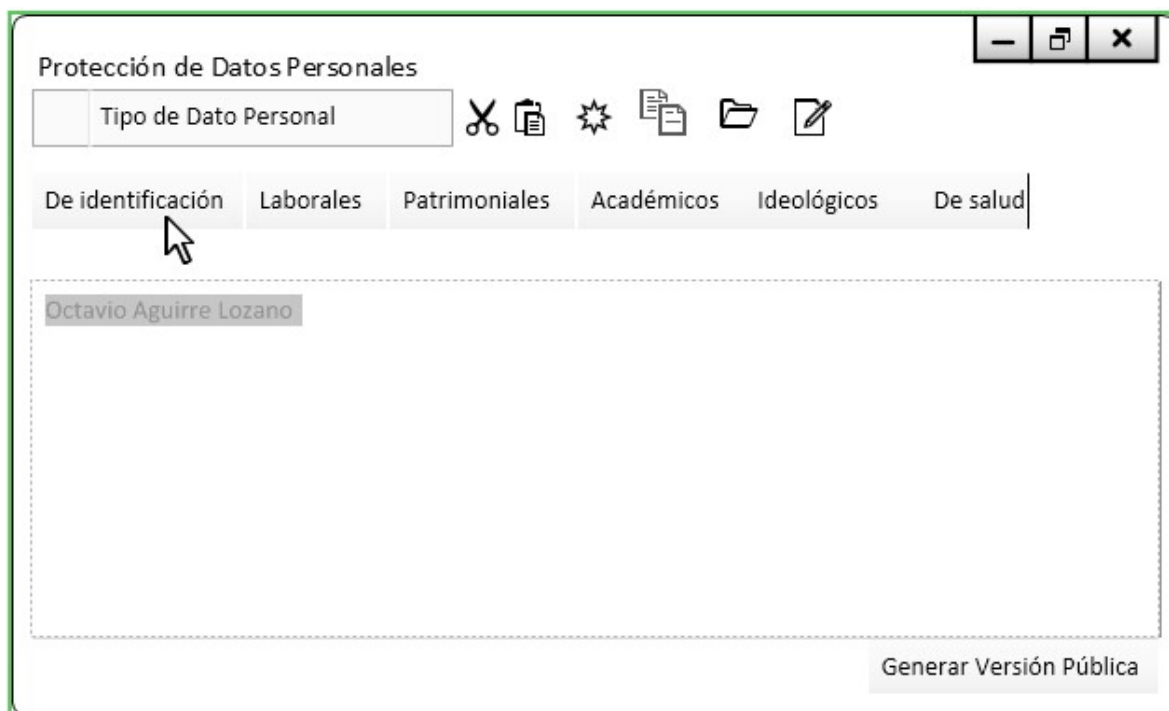 Protección de Datos Personales
Tipo de Dato Personal
De identificación Laborales Patrimoniales Académicos Ideológicos De salud
Octavio Aguirre Lozano
Generar Versión Pública